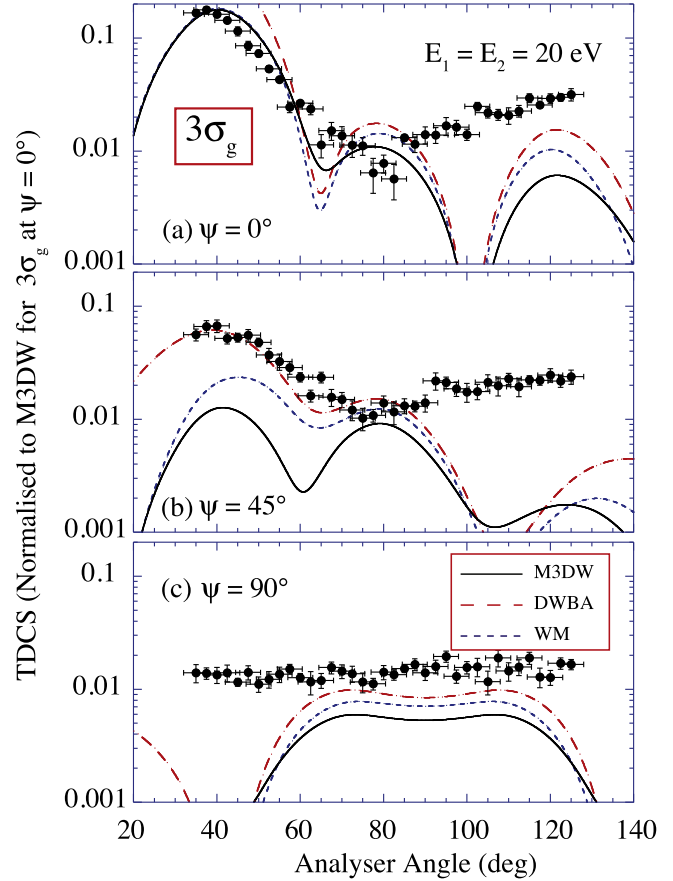 TDCS (Normalised to M3DW for 3σg at ψ = 0°)
0.1
0.01
0.001
E1 = E2 = 20 eV
3σg
(a) ψ = 0°
0.1
0.01
0.001
(b) ψ = 45°
0.1
0.01
0.001
(c) ψ = 90°
M3DW
DWBA
WM
20 40 60 80 100 120 140
Analyser Angle (deg)